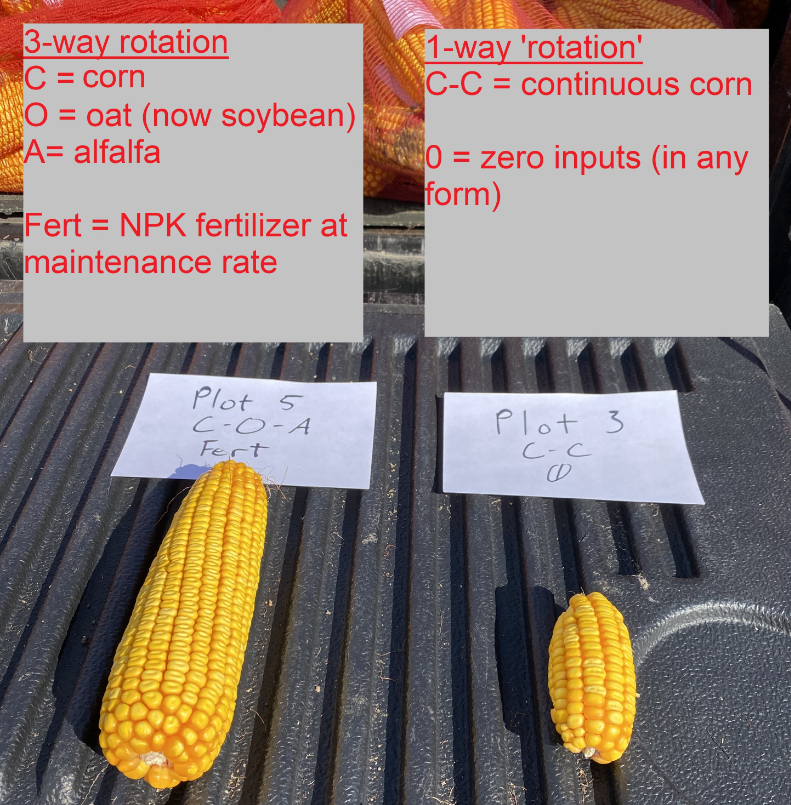 3-way rotation
C = corn
O = oat (now soybean)
A= alfalfa
Fert = NPK fertilizer at
maintenance rate
1-way 'rotation'
C-C = continuous corn
0 = zero inputs (in any
form)
Plot 5
C-O-A
Fert
Plot 3
C-C
0